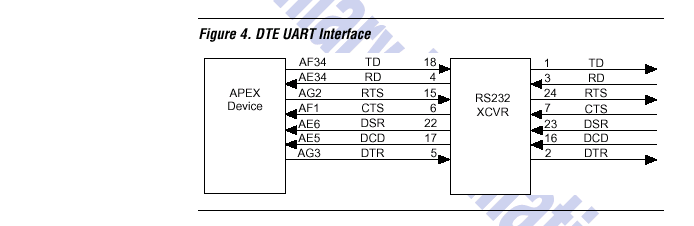 Figure 4. DTE UART Interface
AF34 TD 18 1 TD
AE34 RD 4 3 RD
APEX Device
AG2 RTS 15 24 RTS
RS232 XCVR
AF1 CTS 6 7 CTS
AE6 DSR 22 23 DSR
AE5 DCD 17 16 DCD
AG3 DTR 5 2 DTR